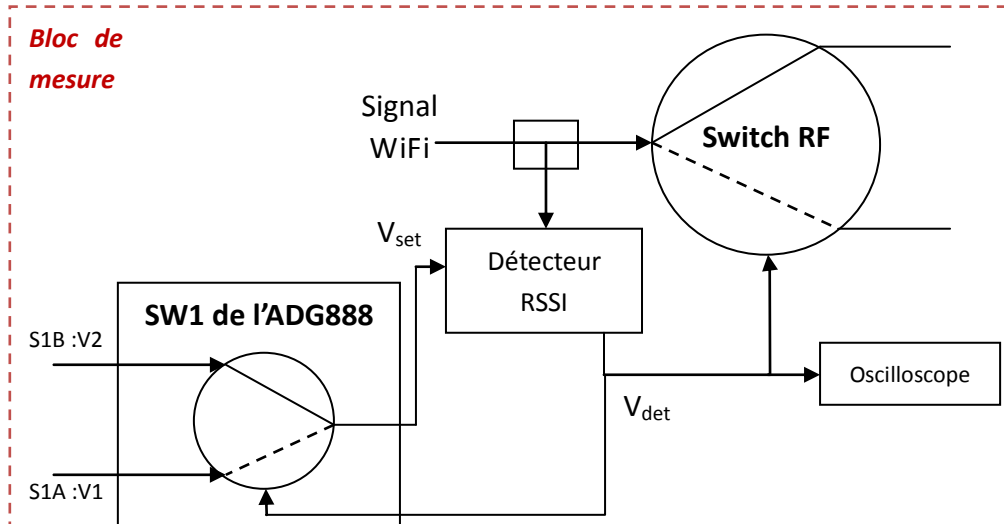 Bloc de
mesure
Signal
WiFi
Switch RF
V_set
Détecteur
RSSI
SW1 de l'ADG888
S1B :V2
Oscilloscope
V_det
S1A :V1